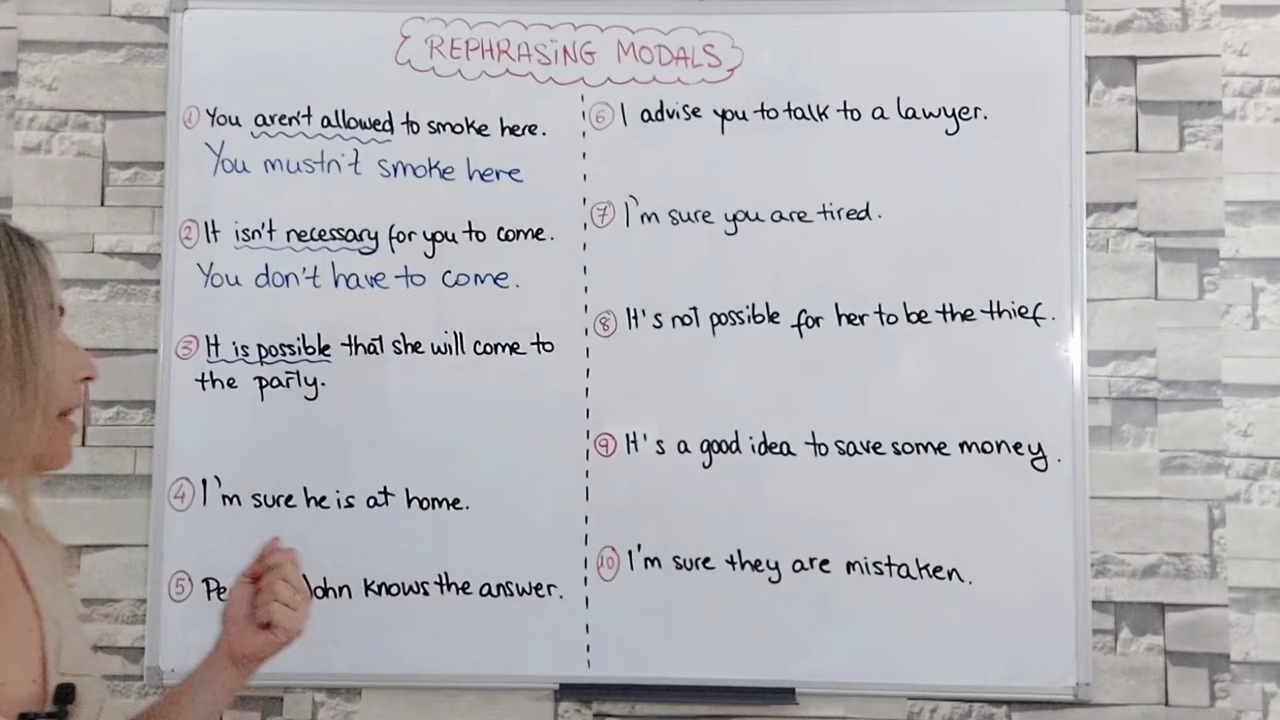 REPHRASING MODALS
1 You aren't allowed to smoke here.
You mustn't smoke here
2 It isn't necessary for you to come.
You don't have to come.
3 It is possible that she will come to
the party.
4 I'm sure he is at home.
5 John knows the answer.
6 I advise you to talk to a lawyer.
7 I'm sure you are tired.
8 It's not possible for her to be the thief.
9 It's a good idea to save some money.
10 I'm sure they are mistaken.